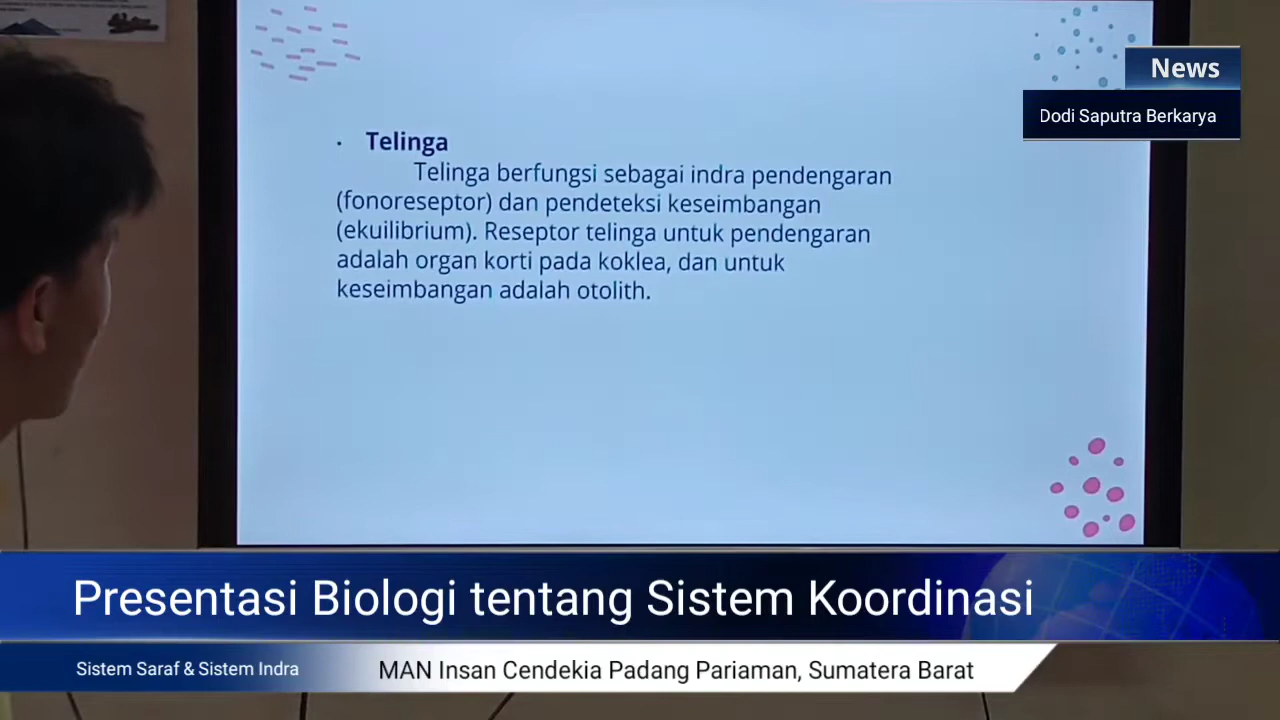 News
Dodi Saputra Berkarya
· Telinga
Telinga berfungsi sebagai indra pendengaran
(fonoreseptor) dan pendeteksi keseimbangan
(ekuilibrium). Reseptor telinga untuk pendengaran
adalah organ korti pada koklea, dan untuk
keseimbangan adalah otolith.
Presentasi Biologi tentang Sistem Koordinasi
Sistem Saraf & Sistem Indra
MAN Insan Cendekia Padang Pariaman, Sumatera Barat